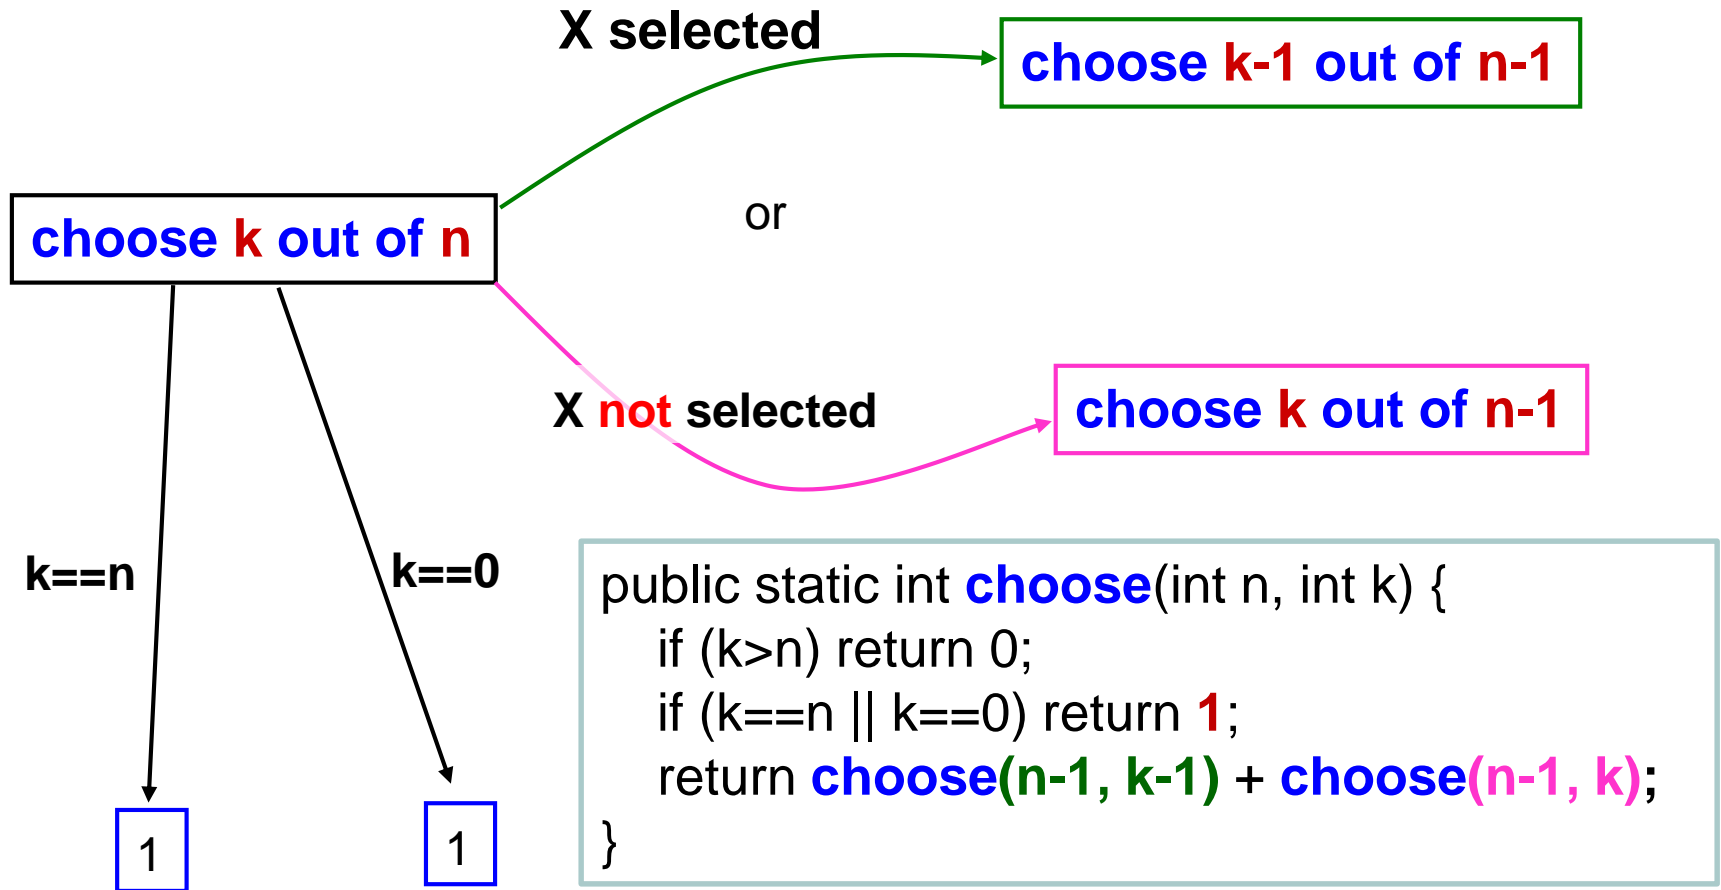 X selected
choose k-1 out of n-1
or
choose k out of n
X not selected
choose k out of n-1
k==n
k==0
public static int choose(int n, int k) {
if (k>n) return 0;
if (k==n || k==0) return 1;
return choose(n-1, k-1) + choose(n-1, k);
}
1
1